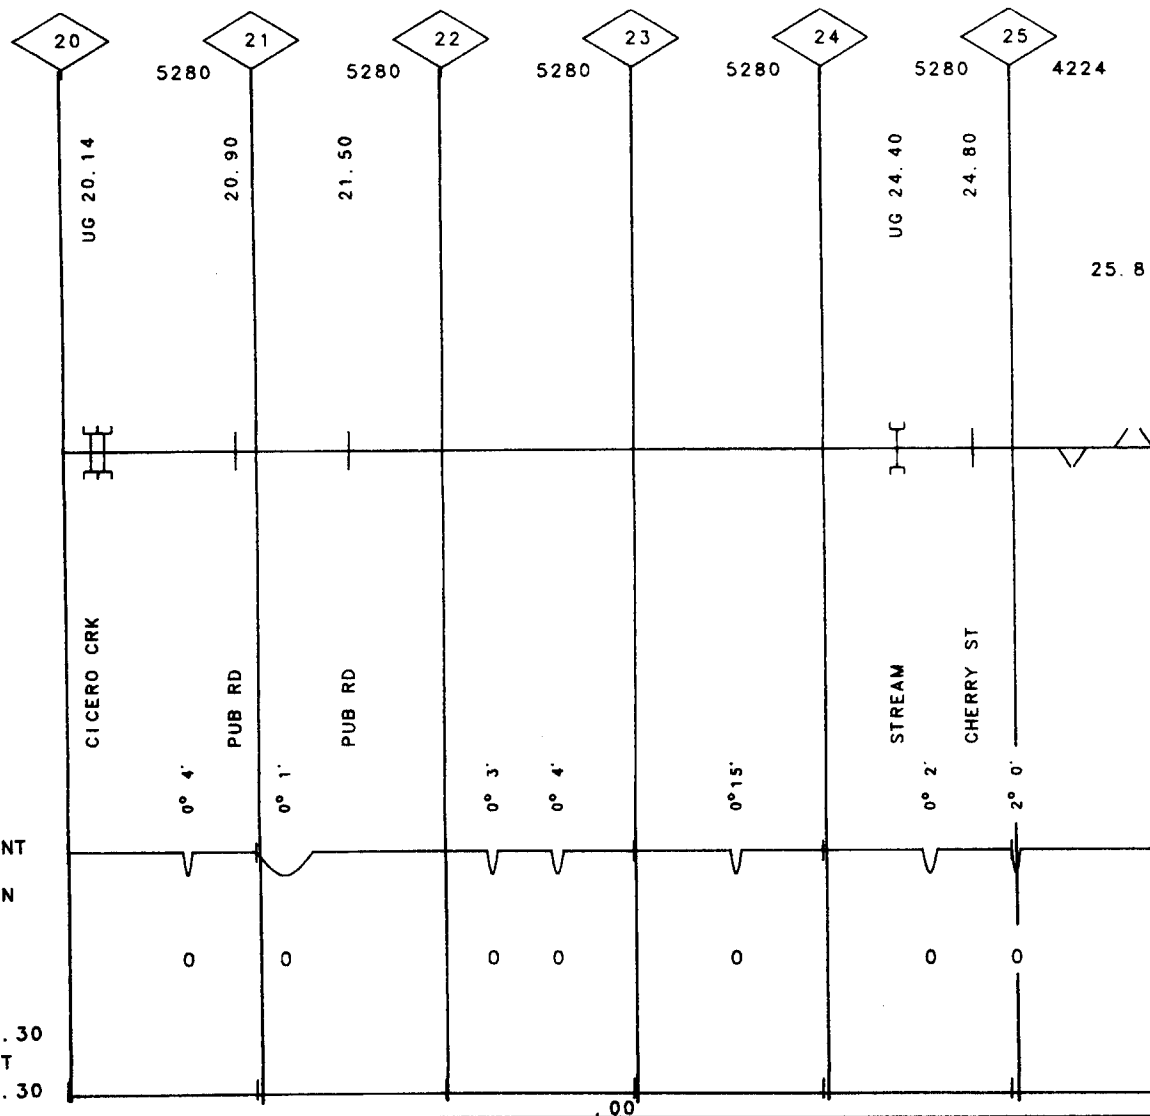 20 21 22 23 24 25
5280 5280 5280 5280 5280 4224
UG 20.14
20.90
21.50
UG 24.40
24.80
25.8
CICERO CRK
PUB RD
PUB RD
STREAM
CHERRY ST
0° 4'
0° 1'
0° 3'
0° 4'
0° 15'
0° 2'
2° 0'
NT
N
0 0 0 0 0 0 0
.30
T
.30
.00